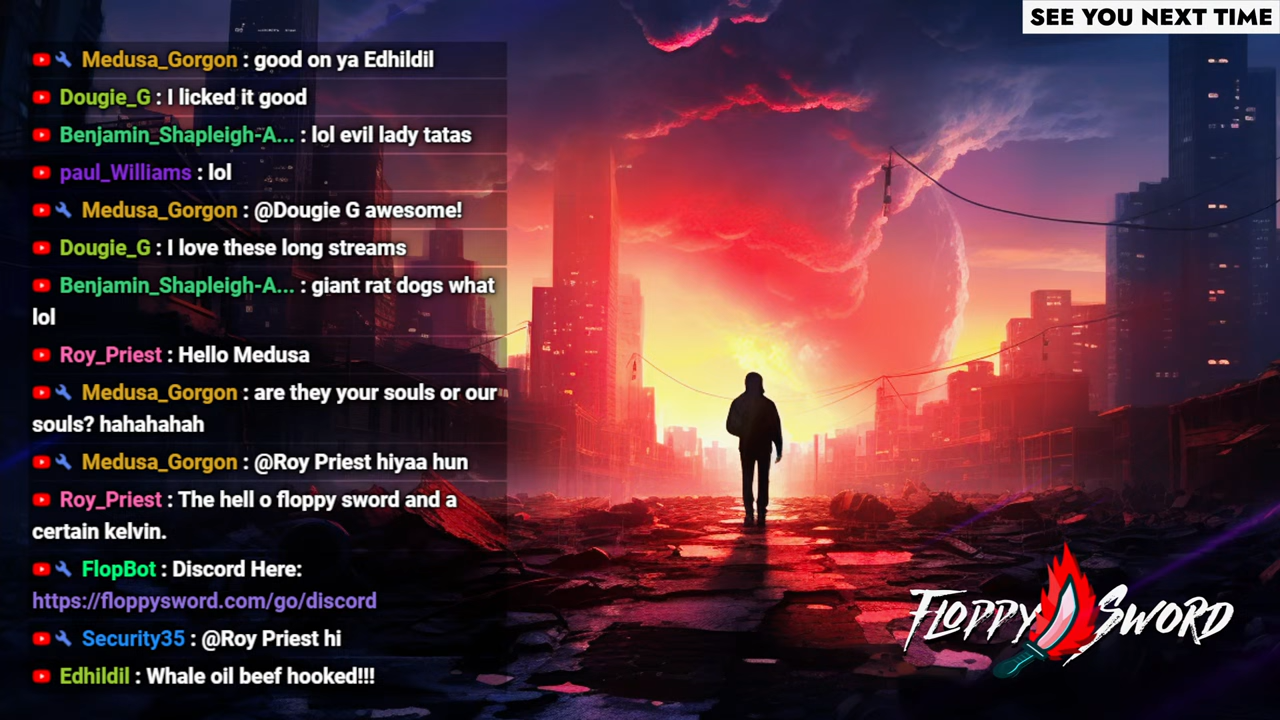 SEE YOU NEXT TIME
Medusa_Gorgon : good on ya Edhildil
Dougie_G : I licked it good
Benjamin_Shapleigh-A... : lol evil lady tatas
paul_Williams : lol
Medusa_Gorgon : @Dougie G awesome!
Dougie_G : I love these long streams
Benjamin_Shapleigh-A... : giant rat dogs what
lol
Roy_Priest : Hello Medusa
Medusa_Gorgon : are they your souls or our
souls? hahahahah
Medusa_Gorgon : @Roy Priest hiyaa hun
Roy_Priest : The hell o floppy sword and a
certain kelvin.
FlopBot : Discord Here:
https://floppysword.com/go/discord
Security35 : @Roy Priest hi
Edhildil : Whale oil beef hooked!!!
FLOPPY SWORD